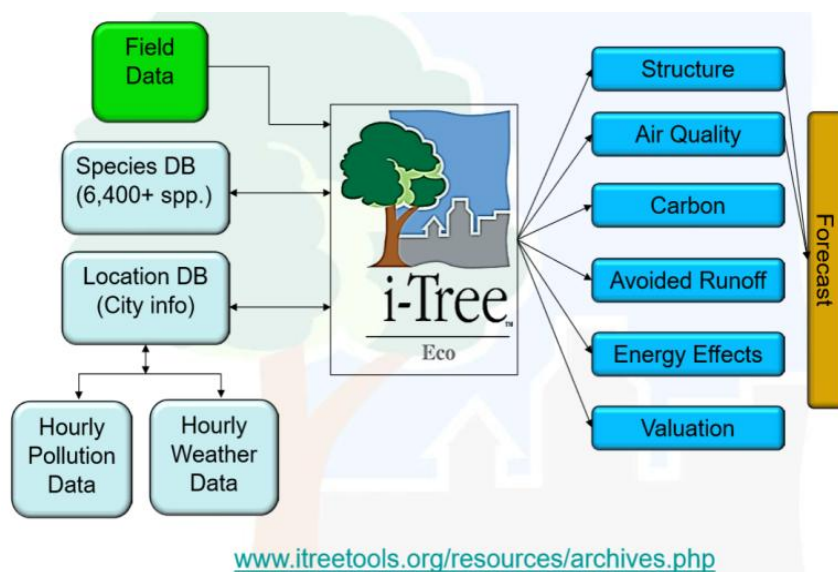 Field
Data
Species DB
(6,400+ spp.)
Location DB
(City info)
Hourly
Pollution
Data
Hourly
Weather
Data
i-Tree™
Eco
Structure
Air Quality
Carbon
Avoided Runoff
Energy Effects
Valuation
Forecast
www.itreetools.org/resources/archives.php